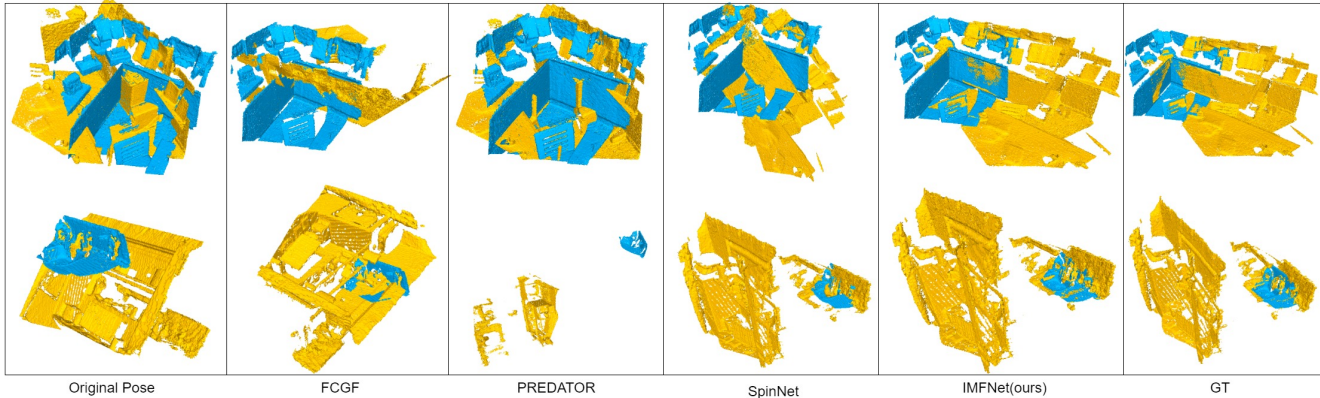 Original Pose
FCGF
PREDATOR
SpinNet
IMFNet(ours)
GT